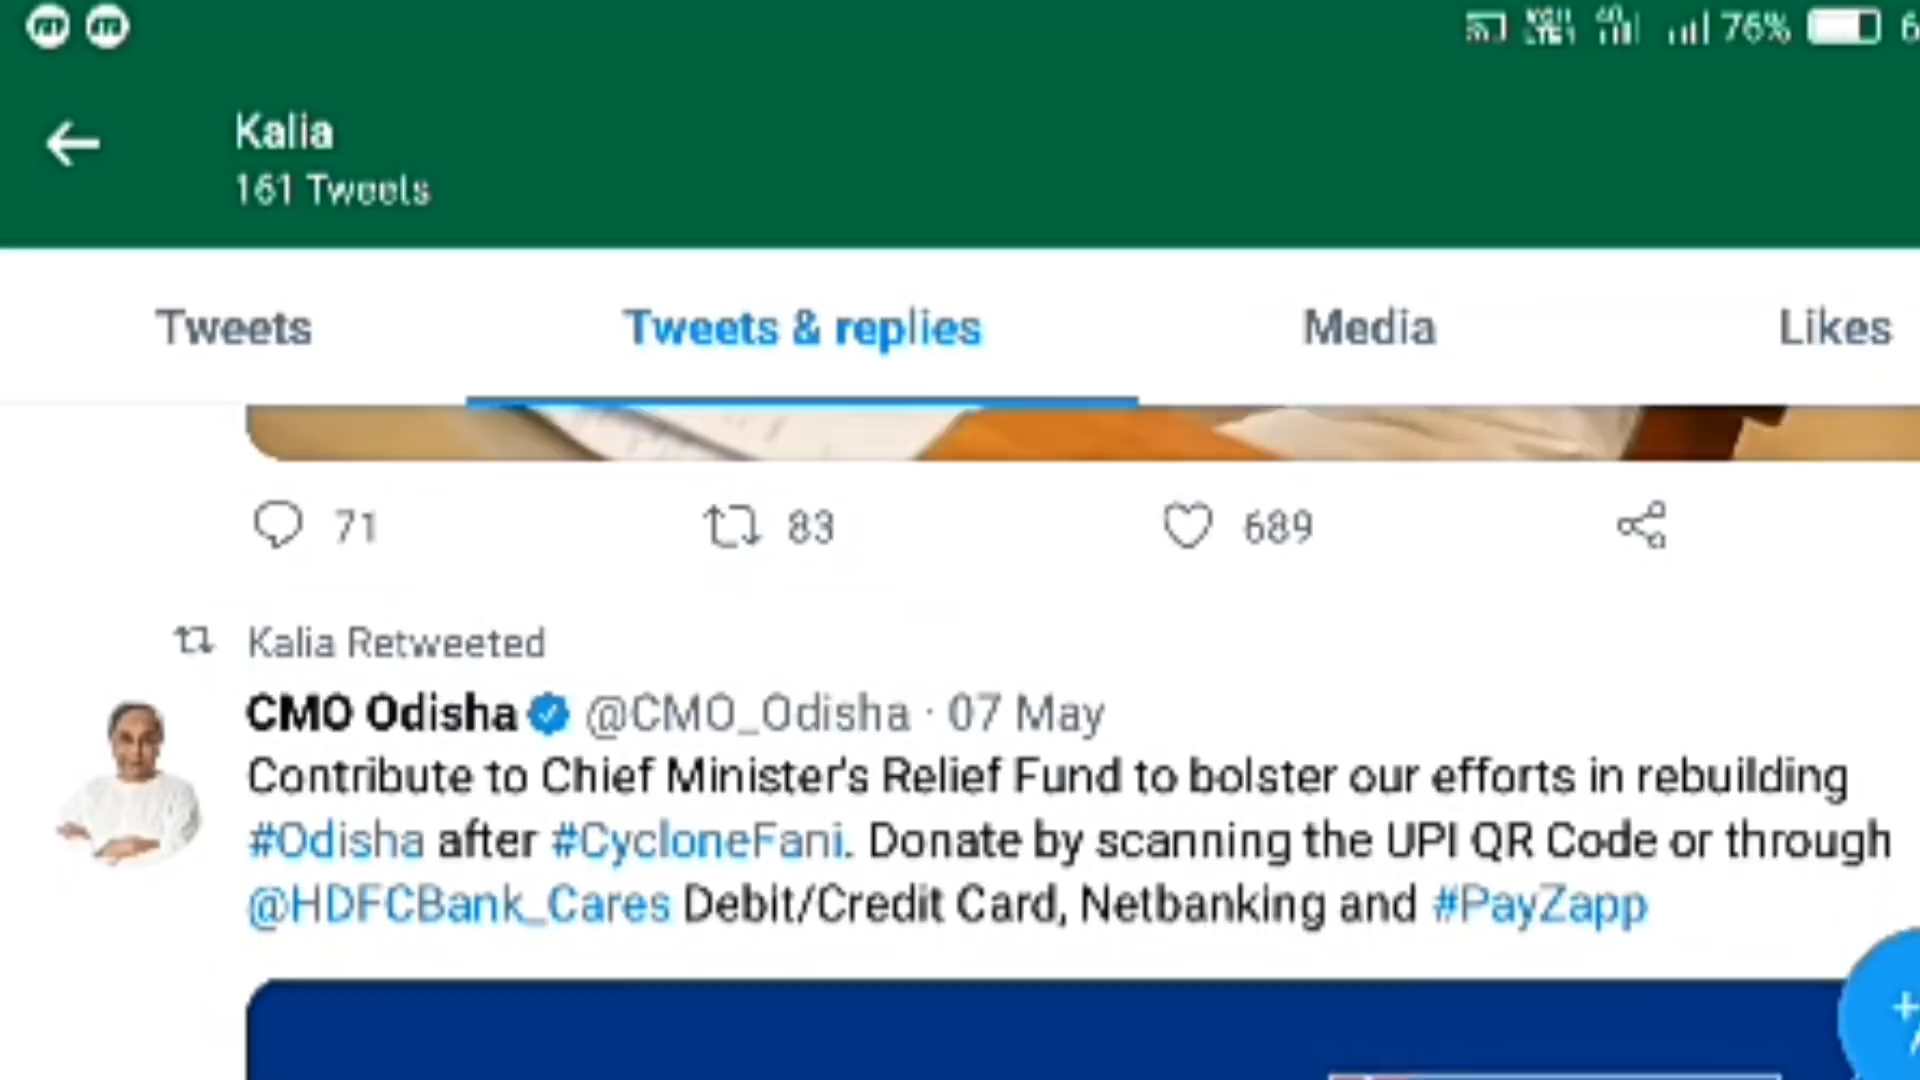 76%
Kalia
161 Tweets
Tweets Tweets & replies Media Likes
71 83 689
Kalia Retweeted
CMO Odisha @CMO_Odisha · 07 May
Contribute to Chief Minister's Relief Fund to bolster our efforts in rebuilding
#Odisha after #CycloneFani. Donate by scanning the UPI QR Code or through
@HDFCBank_Cares Debit/Credit Card, Netbanking and #PayZapp